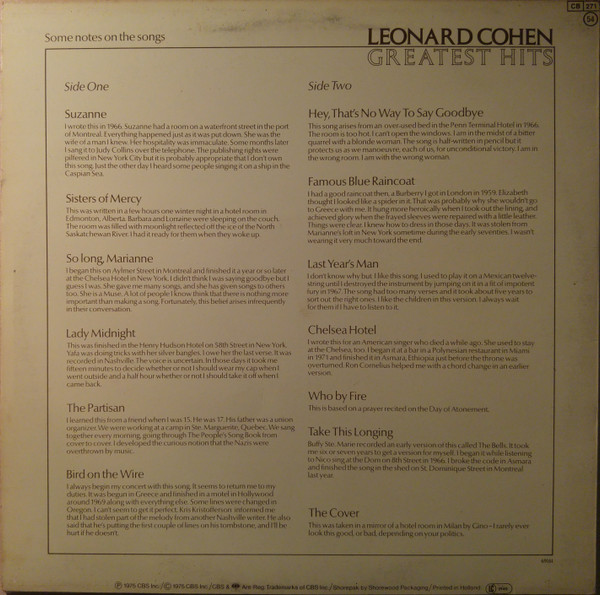 CB 271
54
Some notes on the songs
LEONARD COHEN
GREATEST HITS
Side One
Suzanne
I wrote this in 1966. Suzanne had a room on a waterfront street in the port
of Montreal. Everything happened just as it was put down. She was the
wife of a man I knew. Her hospitality was immaculate. Some months later
I sang it to Judy Collins over the telephone. The publishing rights were
pilfered in New York City but it is probably appropriate that I don't own
this song. Just the other day I heard some people singing it on a ship in the
Caspian Sea.
Sisters of Mercy
This was written in a few hours one winter night in a hotel room in
Edmonton, Alberta. Barbara and Lorraine were sleeping on the couch.
The room was filled with moonlight reflected off the ice of the North
Saskatchewan River. I had it ready for them when they woke up.
So long, Marianne
I began this on Aylmer Street in Montreal and finished it a year or so later
at the Chelsea Hotel in New York. I didn't think I was saying goodbye but I
guess I was. She gave me many songs, and she has given songs to others
too. She is a Muse. A lot of people I know think that there is nothing more
important than making a song. Fortunately, this belief arises infrequently
in their conversation.
Lady Midnight
This was finished in the Henry Hudson Hotel on 58th Street in New York.
Yafa was doing tricks with her silver bangles. I owe her the last verse. It was
recorded in Nashville. The voice is uncertain. In those days it took me
fifteen minutes to decide whether or not I should wear my cap when I
went outside and a half hour whether or not I should take it off when I
came back.
The Partisan
I learned this from a friend when I was 15. He was 17. His father was a union
organizer. We were working at a camp in Ste. Marguerite, Quebec. We sang
together every morning, going through The People's Song Book from
cover to cover. I developed the curious notion that the Nazis were
overthrown by music.
Bird on the Wire
I always begin my concert with this song. It seems to return me to my
duties. It was begun in Greece and finished in a motel in Hollywood
around 1969 along with everything else. Some lines were changed in
Oregon. I can't seem to get it perfect. Kris Kristofferson informed me
that I had stolen part of the melody from another Nashville writer. He also
said that he's putting the first couple of lines on his tombstone, and I'll be
hurt if he doesn't.
Side Two
Hey, That's No Way To Say Goodbye
This song arises from an over-used bed in the Penn Terminal Hotel in 1966.
The room is too hot. I can't open the windows. I am in the midst of a bitter
quarrel with a blonde woman. The song is half-written in pencil but it
protects us as we manoeuvre, each of us, for unconditional victory. I am in
the wrong room. I am with the wrong woman.
Famous Blue Raincoat
I had a good raincoat then, a Burberry I got in London in 1959. Elizabeth
thought I looked like a spider in it. That was probably why she wouldn't go
to Greece with me. It hung more heroically when I took out the lining, and
achieved glory when the frayed sleeves were repaired with a little leather.
Things were clear. I knew how to dress in those days. It was stolen from
Marianne's loft in New York sometime during the early seventies. I wasn't
wearing it very much toward the end.
Last Year's Man
I don't know why but I like this song. I used to play it on a Mexican twelve-
string until I destroyed the instrument by jumping on it in a fit of impotent
fury in 1967. The song had too many verses and it took about five years to
sort out the right ones. I like the children in this version. I always wait
for them if I have to listen to it.
Chelsea Hotel
I wrote this for an American singer who died a while ago. She used to stay
at the Chelsea, too. I began it at a bar in a Polynesian restaurant in Miami
in 1971 and finished it in Asmara, Ethiopia just before the throne was
overturned. Ron Cornelius helped me with a chord change in an earlier
version.
Who by Fire
This is based on a prayer recited on the Day of Atonement.
Take This Longing
Buffy Ste. Marie recorded an early version of this called The Bells. It took
me six or seven years to get a version for myself. I began it while listening
to Nico sing at the Dom on 8th Street in 1966. I broke the code in Asmara
and finished the song in the shed on St. Dominique Street in Montreal
last year.
The Cover
This was taken in a mirror of a hotel room in Milan by Gino—I rarely ever
look this good, or bad, depending on your politics.
℗ 1975 CBS Inc./© 1975 CBS Inc./CBS & Are Reg. Trademarks of CBS Inc./Shorepak by Shorewood Packaging/Printed in Holland